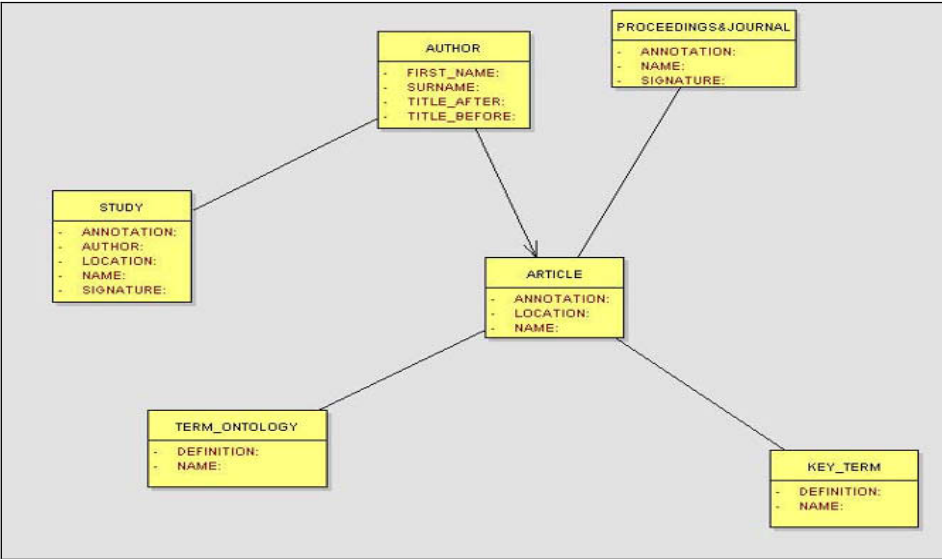 PROCEEDINGS&JOURNAL
- ANNOTATION:
- NAME:
- SIGNATURE:
AUTHOR
- FIRST_NAME:
- SURNAME:
- TITLE_AFTER:
- TITLE_BEFORE:
STUDY
- ANNOTATION:
- AUTHOR:
- LOCATION:
- NAME:
- SIGNATURE:
ARTICLE
- ANNOTATION:
- LOCATION:
- NAME:
TERM_ONTOLOGY
- DEFINITION:
- NAME:
KEY_TERM
- DEFINITION:
- NAME: